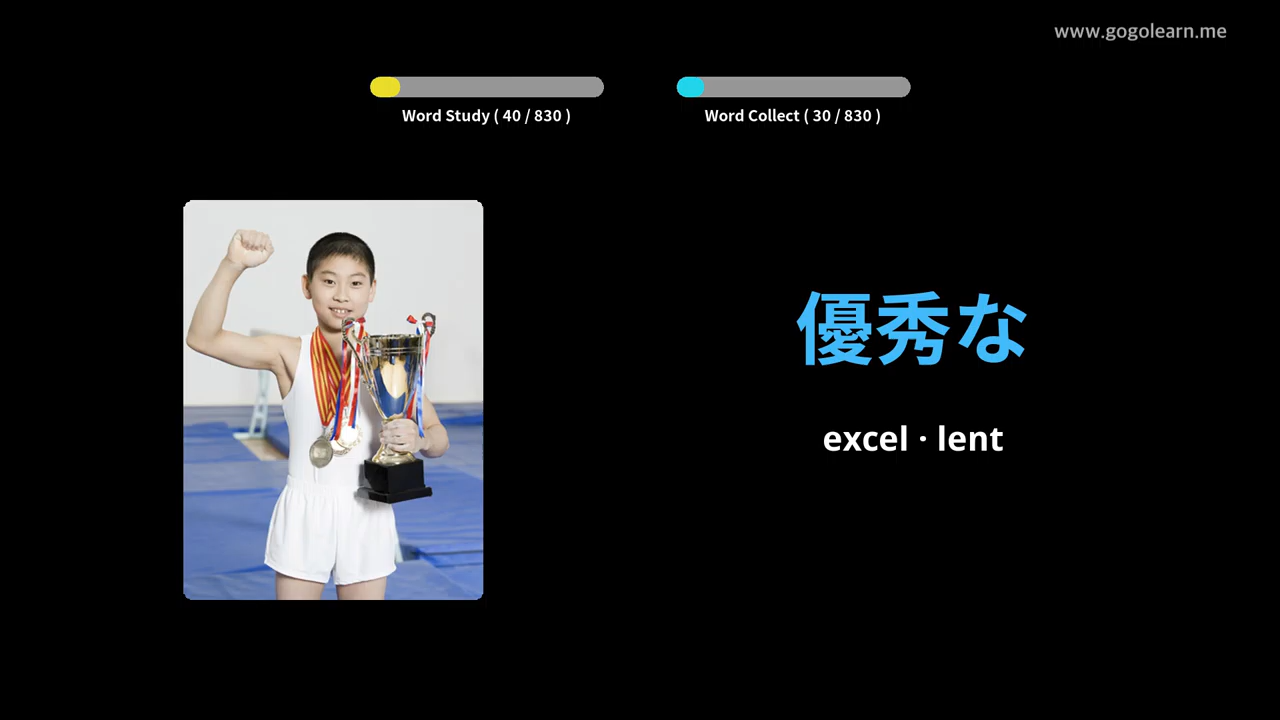 www.gogolearn.me
Word Study ( 40 / 830 )
Word Collect ( 30 / 830 )
優秀な
excel · lent